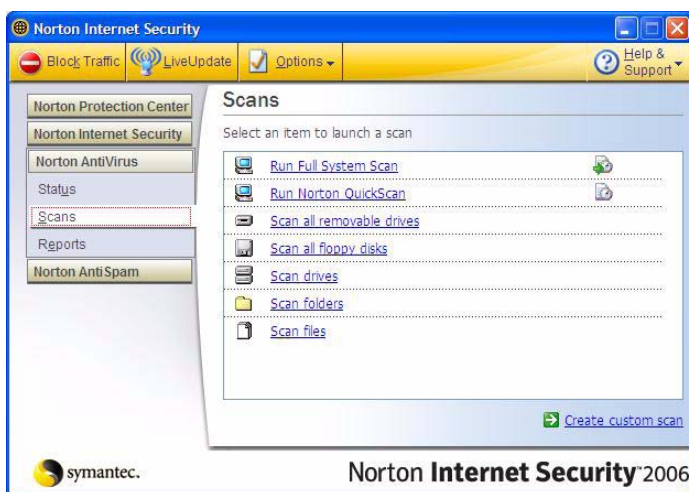 Norton Internet Security
Block Traffic LiveUpdate Options Help & Support
Norton Protection Center
Norton Internet Security
Norton AntiVirus
Status
Scans
Reports
Norton AntiSpam
Scans
Select an item to launch a scan
Run Full System Scan
Run Norton QuickScan
Scan all removable drives
Scan all floppy disks
Scan drives
Scan folders
Scan files
Create custom scan
symantec.
Norton Internet Security™ 2006